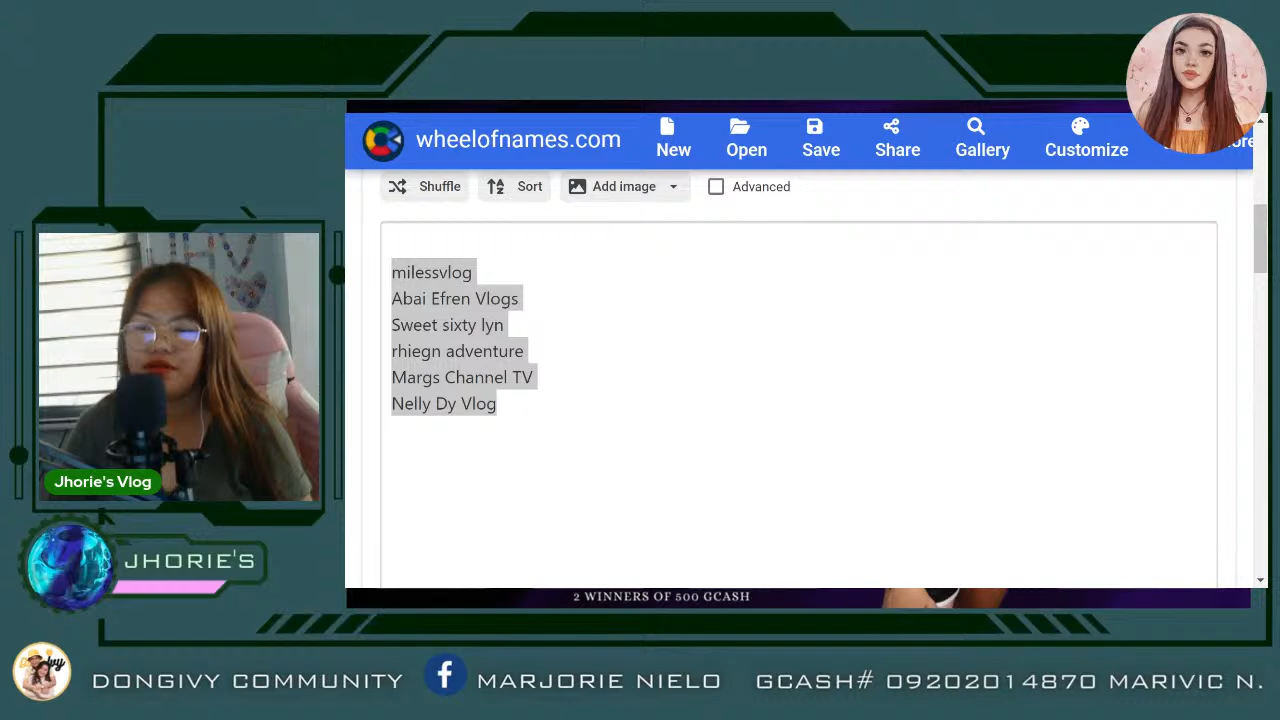 wheelofnames.com
New
Open
Save
Share
Gallery
Customize
Shuffle
Sort
Add image
Advanced
milessvlog
Abai Efren Vlogs
Sweet sixty lyn
rhiegn adventure
Margs Channel TV
Nelly Dy Vlog
Jhorie's Vlog
JHORIE'S
2 WINNERS OF 500 GCASH
DONGIVY COMMUNITY
MARJORIE NIELO
GCASH# 09202014870 MARIVIC N.